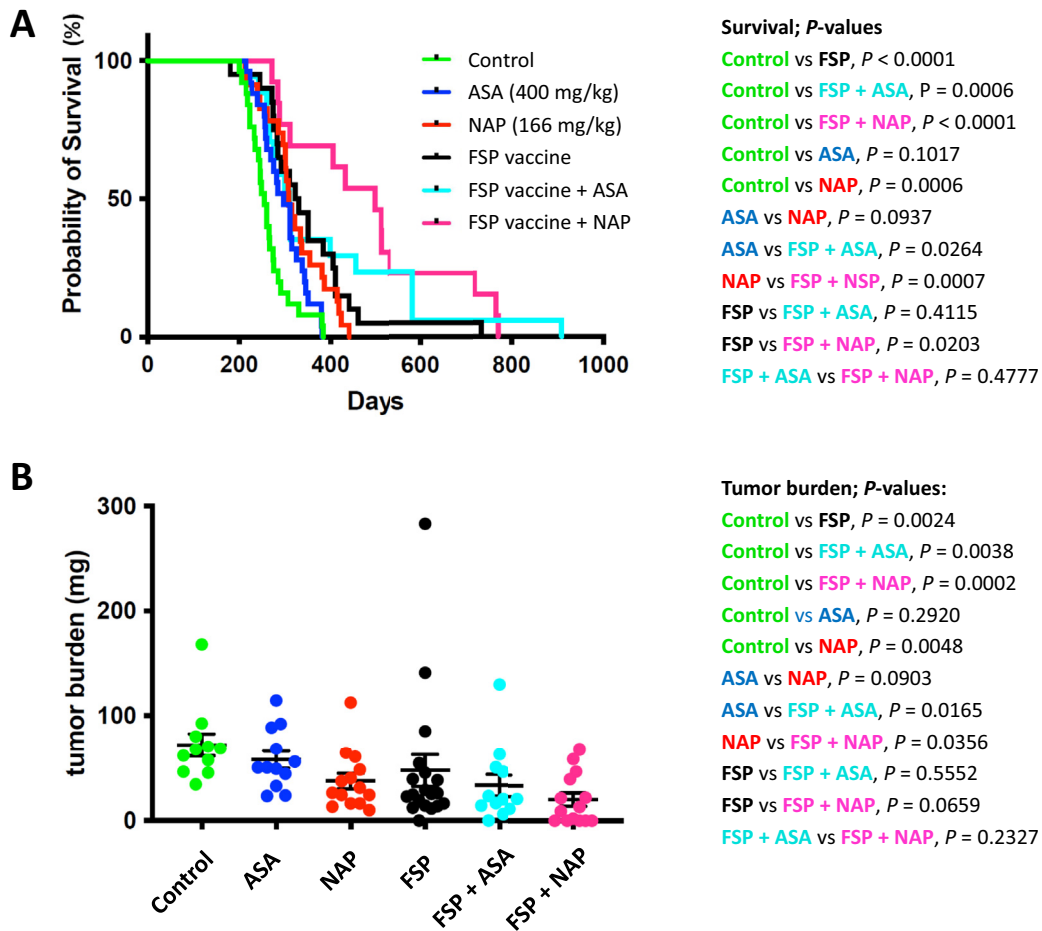 A
Probability of Survival (%)
100
50
0
0
200
400
600
800
1000
Days
Control
ASA (400 mg/kg)
NAP (166 mg/kg)
FSP vaccine
FSP vaccine + ASA
FSP vaccine + NAP
Survival; P-values
Control vs FSP, P < 0.0001
Control vs FSP + ASA, P = 0.0006
Control vs FSP + NAP, P < 0.0001
Control vs ASA, P = 0.1017
Control vs NAP, P = 0.0006
ASA vs NAP, P = 0.0937
ASA vs FSP + ASA, P = 0.0264
NAP vs FSP + NSP, P = 0.0007
FSP vs FSP + ASA, P = 0.4115
FSP vs FSP + NAP, P = 0.0203
FSP + ASA vs FSP + NAP, P = 0.4777
B
tumor burden (mg)
300
200
100
0
Control
ASA
NAP
FSP
FSP + ASA
FSP + NAP
Tumor burden; P-values:
Control vs FSP, P = 0.0024
Control vs FSP + ASA, P = 0.0038
Control vs FSP + NAP, P = 0.0002
Control vs ASA, P = 0.2920
Control vs NAP, P = 0.0048
ASA vs NAP, P = 0.0903
ASA vs FSP + ASA, P = 0.0165
NAP vs FSP + NAP, P = 0.0356
FSP vs FSP + ASA, P = 0.5552
FSP vs FSP + NAP, P = 0.0659
FSP + ASA vs FSP + NAP, P = 0.2327